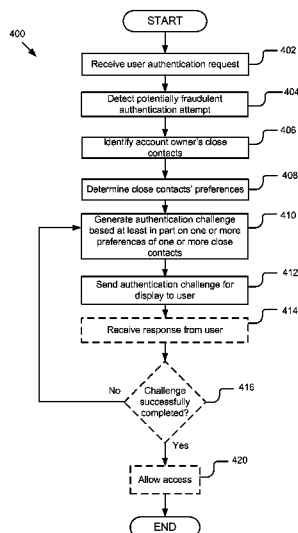 START
400
Receive user authentication request
402
Detect potentially fraudulent
authentication attempt
404
Identify account owner's close
contacts
406
Determine close contacts' preferences
408
Generate authentication challenge
based at least in part on one or more
preferences of one or more close
contacts
410
Send authentication challenge for
display to user
412
Receive response from user
414
Challenge
successfully
completed?
416
No
Yes
Allow access
420
END